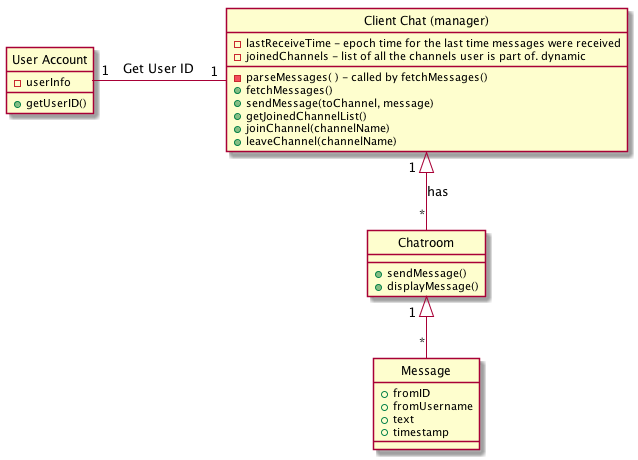 Client Chat (manager)
lastReceiveTime - epoch time for the last time messages were received
joinedChannels - list of all the channels user is part of. dynamic
parseMessages( ) - called by fetchMessages()
fetchMessages()
sendMessage(toChannel, message)
getJoinedChannelList()
joinChannel(channelName)
leaveChannel(channelName)
User Account
userInfo
getUserID()
1 Get User ID 1
1
has
*
Chatroom
sendMessage()
displayMessage()
1
*
Message
fromID
fromUsername
text
timestamp